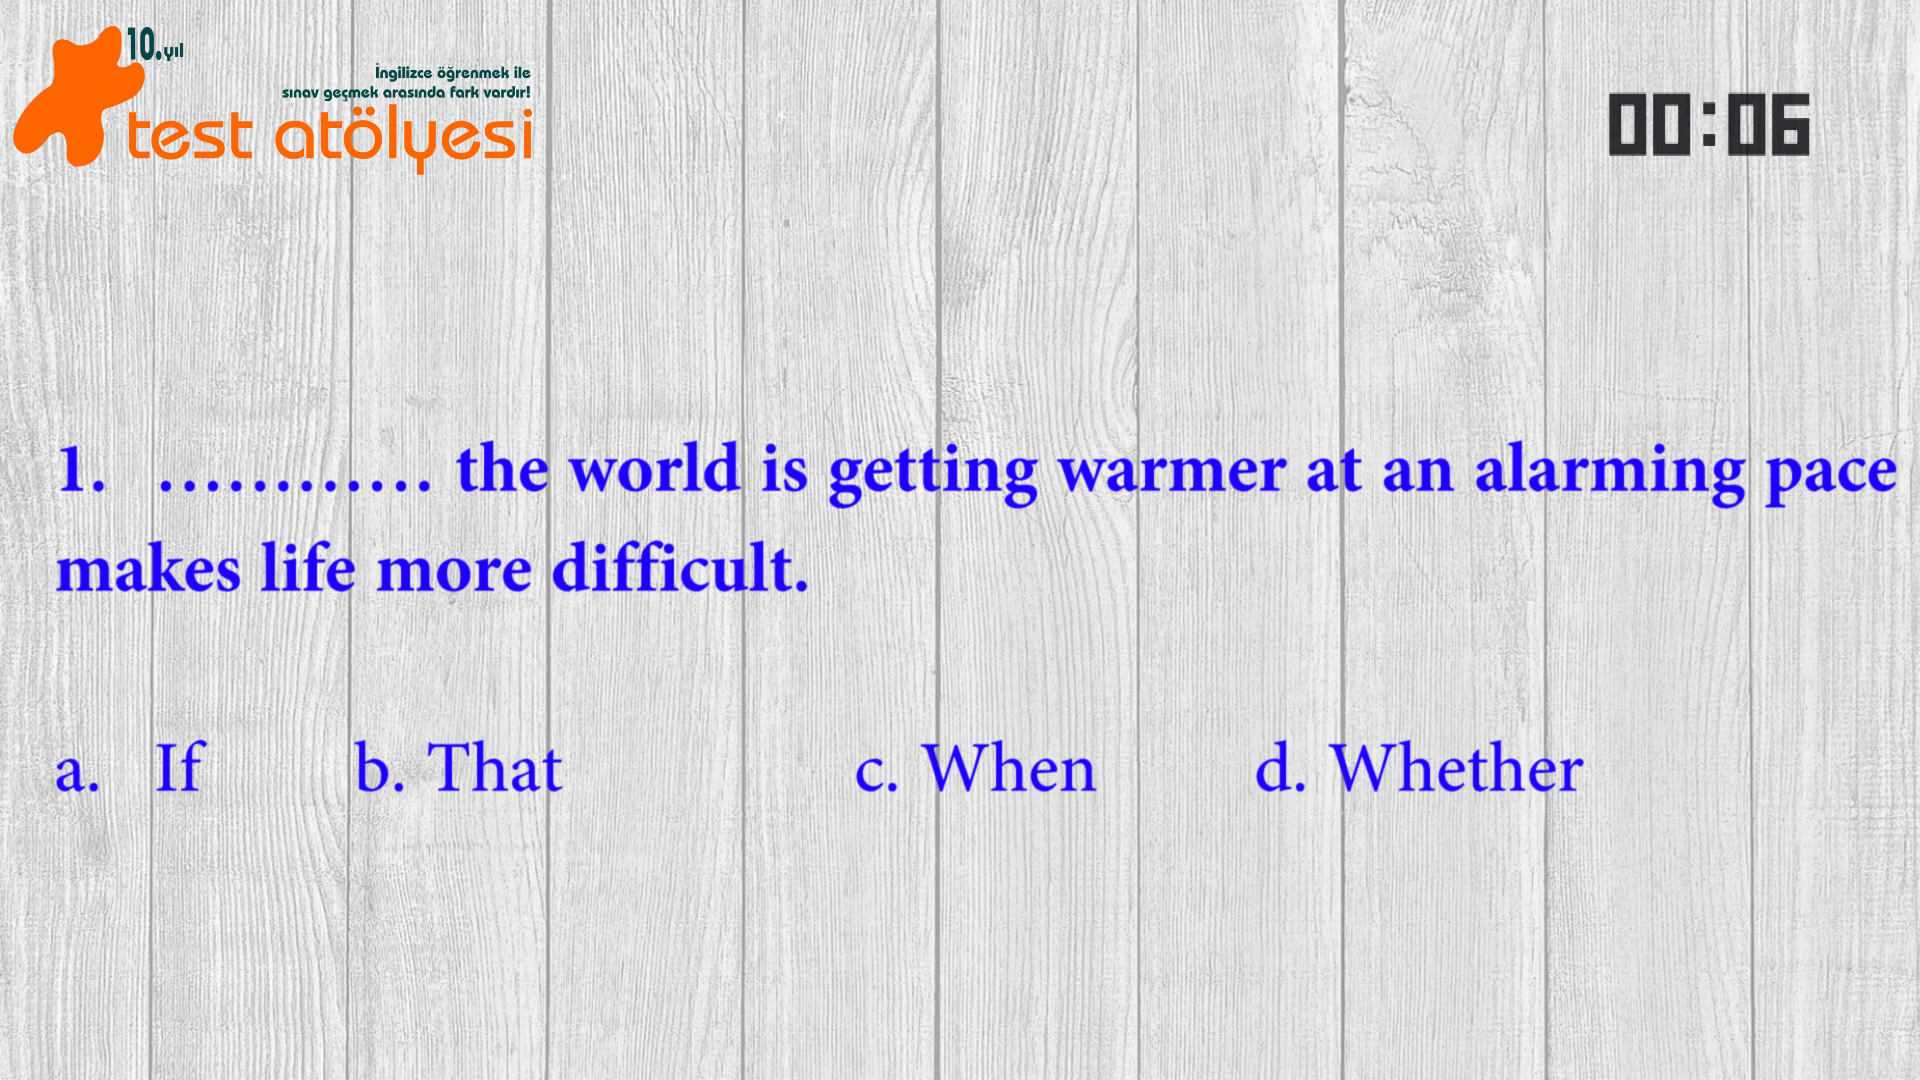 10.yıl
İngilizce öğrenmek ile
sınav geçmek arasında fark vardır!
test atölyesi
00:06
1. ............ the world is getting warmer at an alarming pace
makes life more difficult.
a. If b. That c. When d. Whether